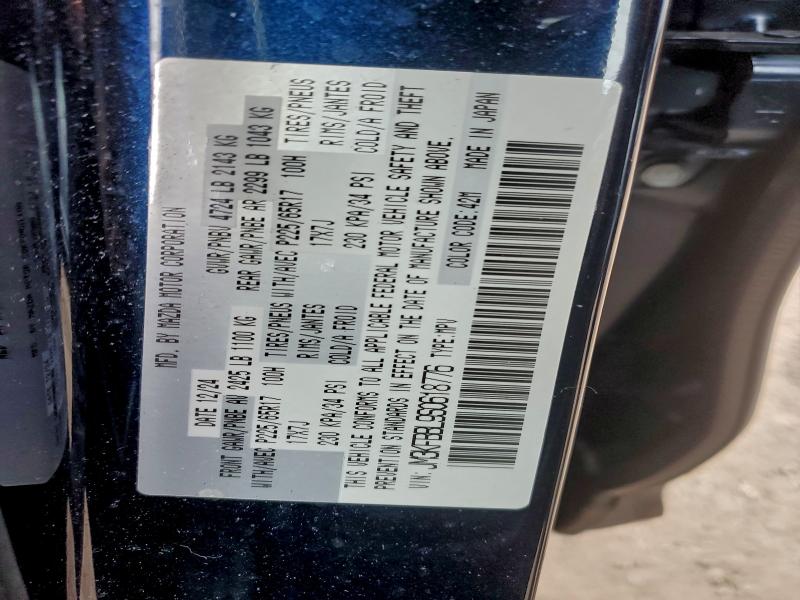 MFD. BY MAZDA MOTOR CORPORATION
DATE 12/24 GVWR/PNBV 4724 LB 2143 KG
FRONT GAWR/PNBE AV 2425 LB 1100 KG REAR GAWR/PNBE AR 2299 LB 1043 KG
WITH/AVEC P225/65R17 100H TIRES/PNEUS WITH/AVEC P225/65R17 100H TIRES/PNEUS
17X7J RIMS/JANTES 17X7J RIMS/JANTES
230 KPA/34 PSI COLD/A FROID 230 KPA/34 PSI COLD/A FROID
THIS VEHICLE CONFORMS TO ALL APPLICABLE FEDERAL MOTOR VEHICLE SAFETY AND THEFT
PREVENTION STANDARDS IN EFFECT ON THE DATE OF MANUFACTURE SHOWN ABOVE.
VIN: JM3KFBBL9S0618776 TYPE:MPV COLOR CODE:42M MADE IN JAPAN